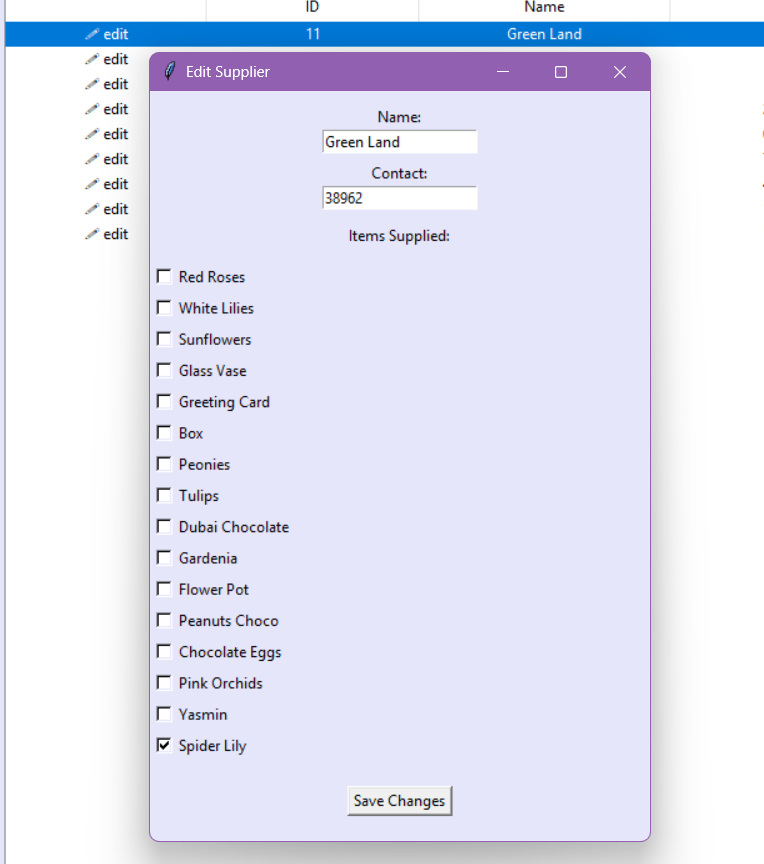 ID Name
edit 11 Green Land
edit
edit
edit
edit
edit
edit
edit
edit
Edit Supplier
Name:
Green Land
Contact:
38962
Items Supplied:
Red Roses
White Lilies
Sunflowers
Glass Vase
Greeting Card
Box
Peonies
Tulips
Dubai Chocolate
Gardenia
Flower Pot
Peanuts Choco
Chocolate Eggs
Pink Orchids
Yasmin
Spider Lily
Save Changes